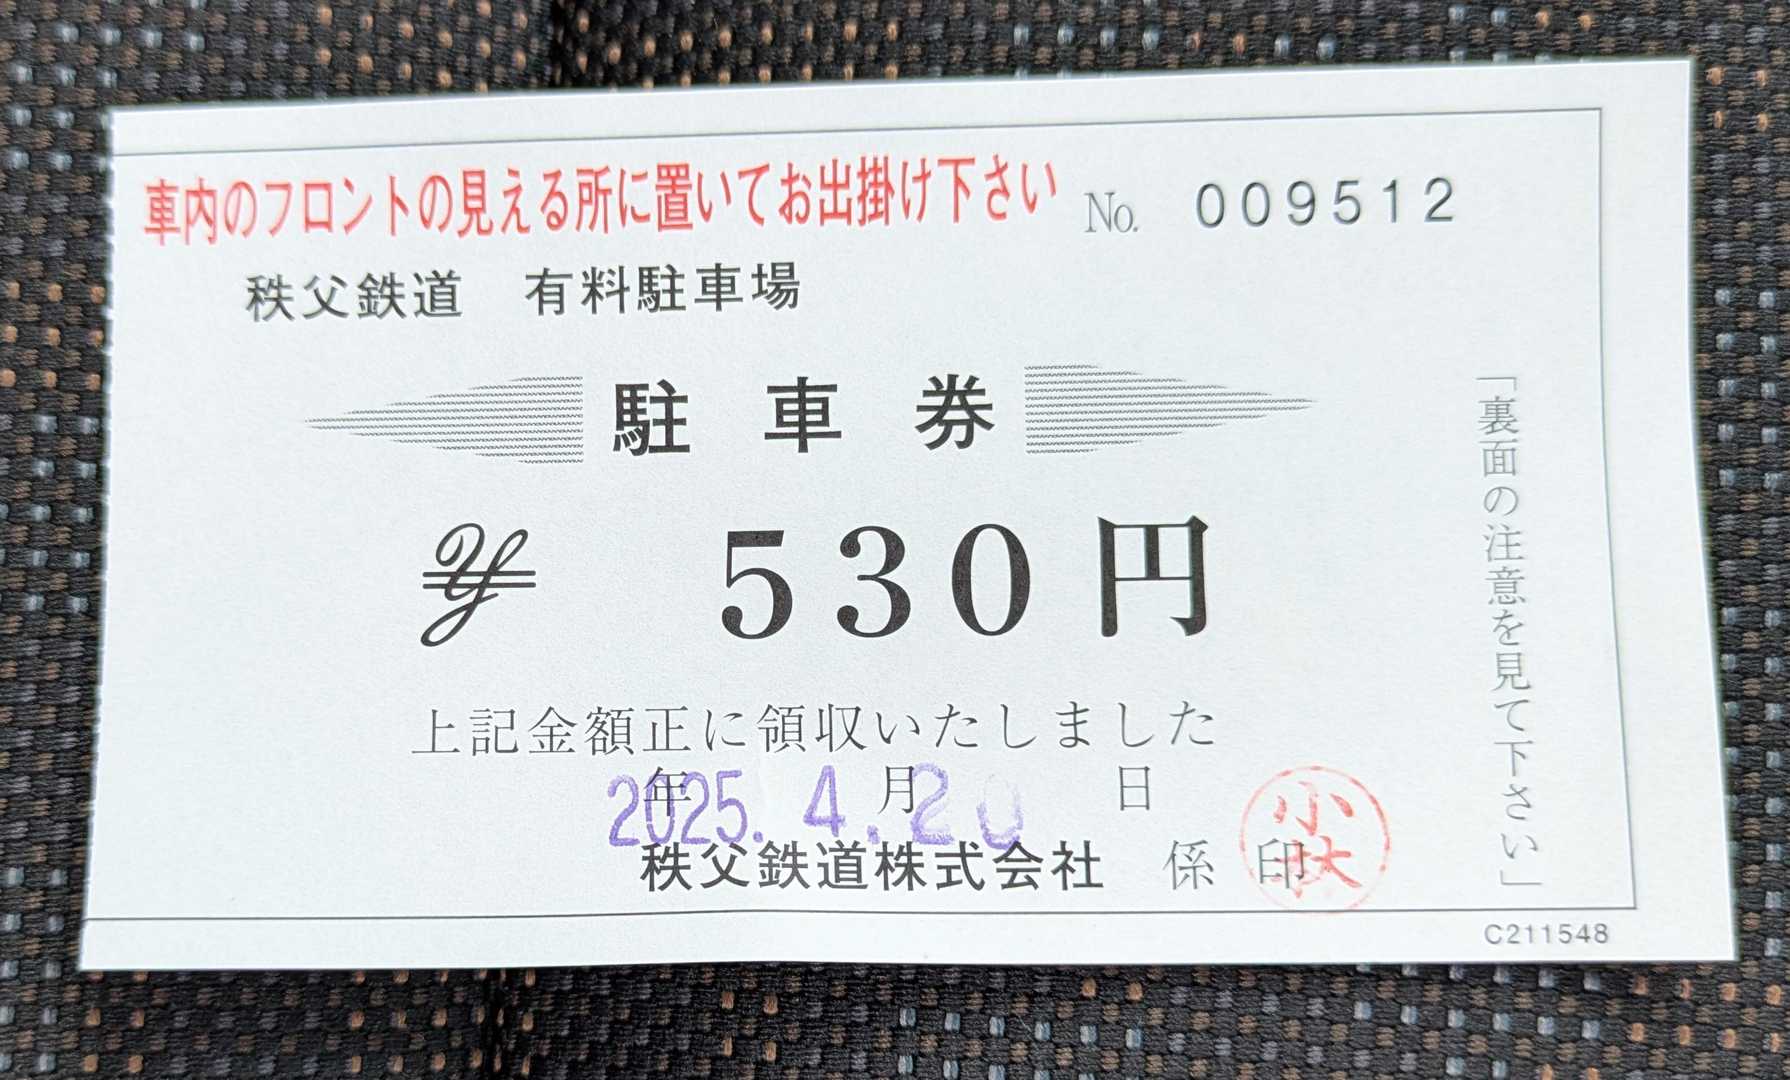 車内のフロントの見える所に置いてお出掛け下さい
No. 009512
秩父鉄道 有料駐車場
駐車券
¥ 530円
上記金額正に領収いたしました
年 月 日
2025.4.20
秩父鉄道株式会社 係 印
「裏面の注意を見て下さい」
C211548